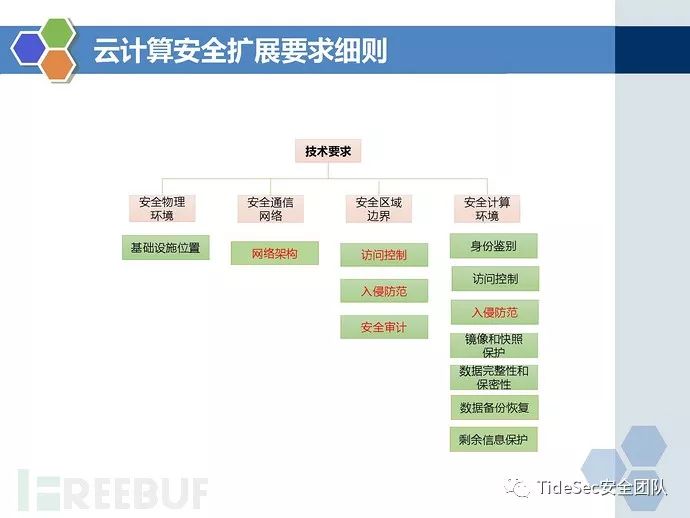 云计算安全扩展要求细则
技术要求
安全物理
环境
安全通信
网络
安全区域
边界
安全计算
环境
基础设施位置
网络架构
访问控制
入侵防范
安全审计
身份鉴别
访问控制
入侵防范
镜像和快照
保护
数据完整性和
保密性
数据备份恢复
剩余信息保护
FREEBUF
TideSec安全团队